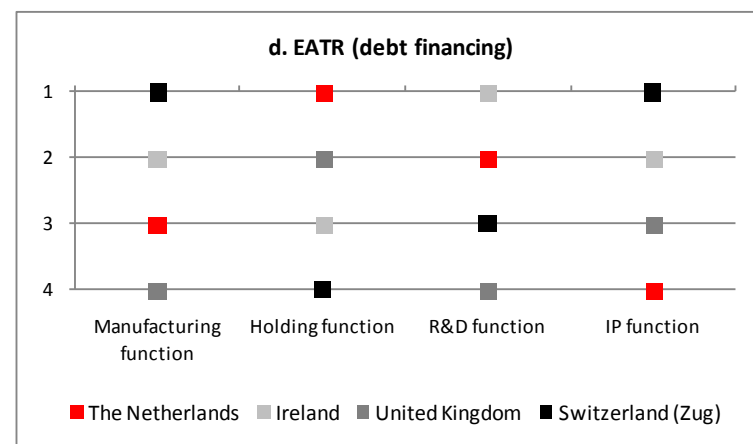 d. EATR (debt financing)
1
2
3
4
Manufacturing function Holding function R&D function IP function
The Netherlands Ireland United Kingdom Switzerland (Zug)